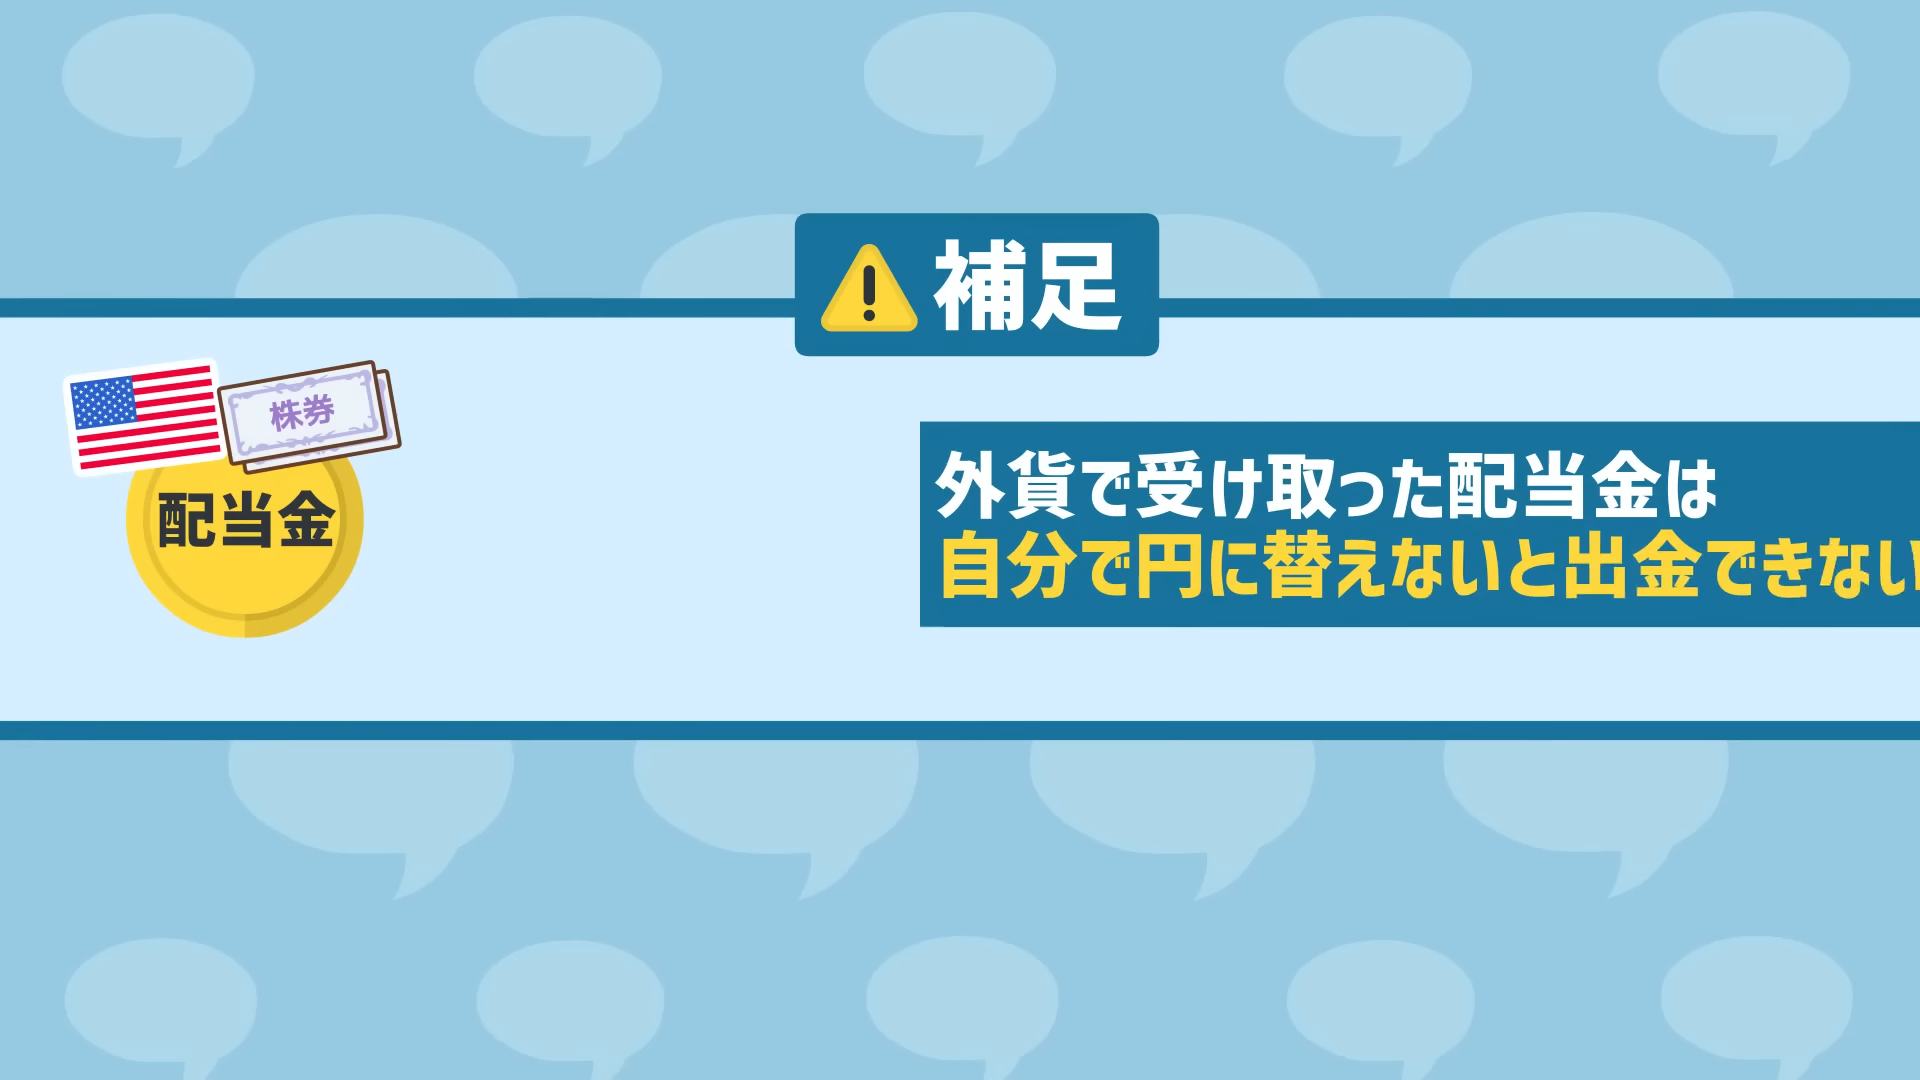 補足
株券
配当金
外貨で受け取った配当金は
自分で円に替えないと出金できない